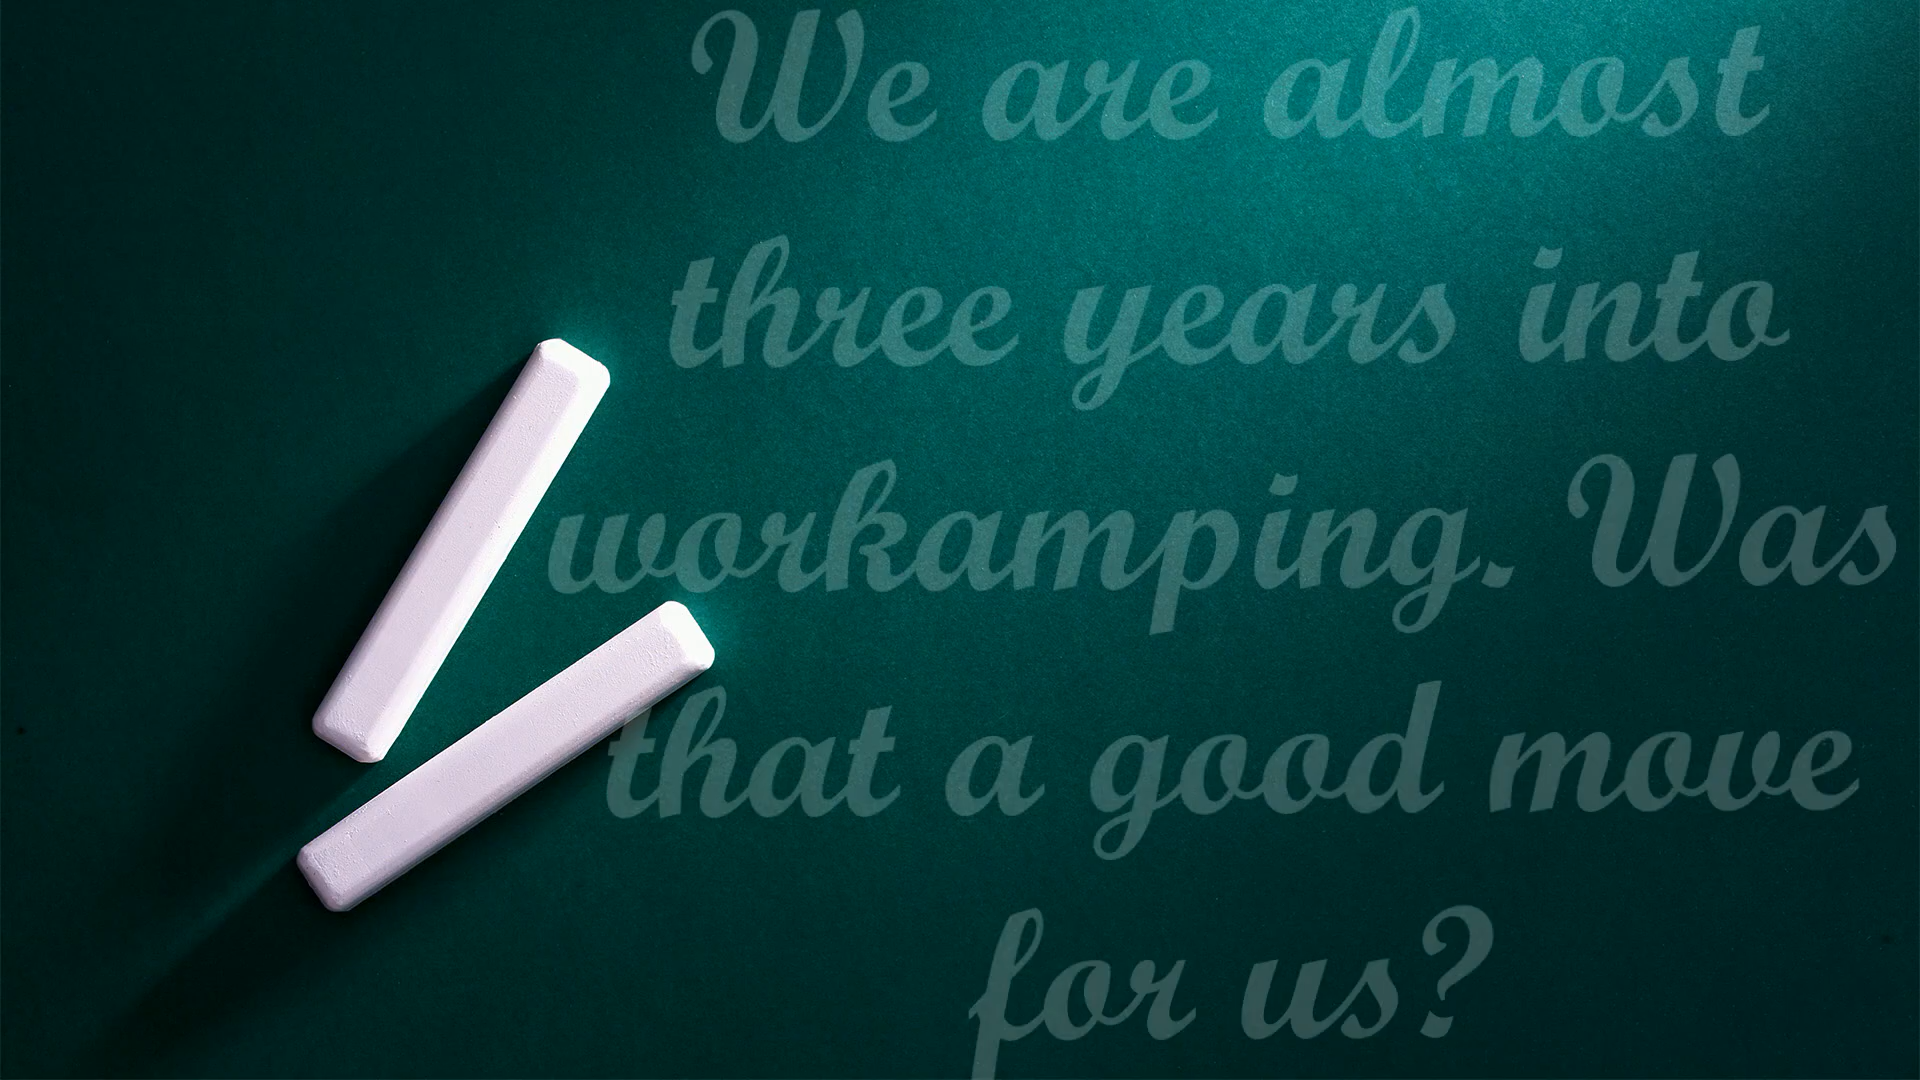 We are almost
three years into
workamping. Was
that a good move
for us?